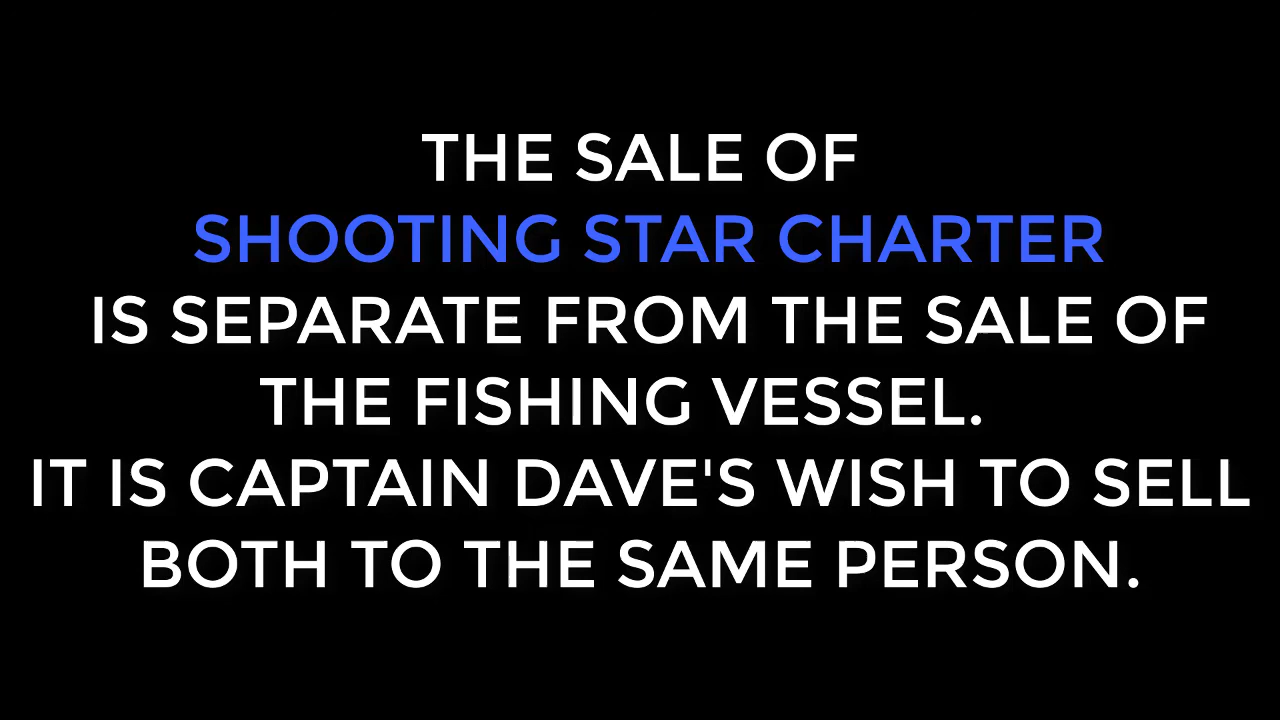 THE SALE OF
SHOOTING STAR CHARTER
IS SEPARATE FROM THE SALE OF
THE FISHING VESSEL.
IT IS CAPTAIN DAVE'S WISH TO SELL
BOTH TO THE SAME PERSON.